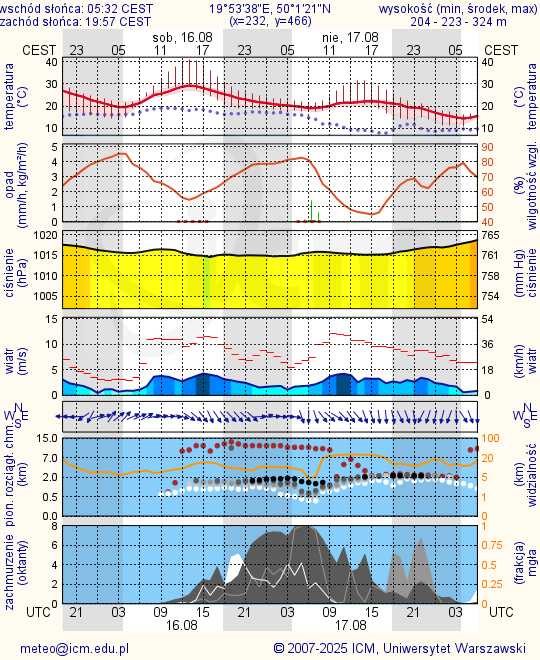 wschód słońca: 05:32 CEST 19°53'38"E, 50°1'21"N wysokość (min, środek, max)
zachód słońca: 19:57 CEST (x=232, y=466) 204 - 223 - 324 m
sob, 16.08 nie, 17.08
CEST 23 05 11 17 23 05 11 17 23 05 CEST
temperatura (°C)
40 30 20 10
40 30 20 10
(°C) temperatura
opad (mm/h, kg/m²/h)
5 4 3 2 1 0
90 80 70 60 50 40
(%) wilgotność wzgl.
ciśnienie (hPa)
1020 1015 1010 1005
765 761 758 754
(mm Hg) ciśnienie
wiatr (m/s)
15 10 5 0
54 36 18 0
(km/h) wiatr
N W E S
N W E S
pion. rozciągł. chm. (km)
15.0 7.0 2.0 0.5 0.0
100 20 5 1 0
(km) widzialność
zachmurzenie (oktanty)
8 6 4 2 0
1 0.75 0.5 0.25 0
(frakcja) mgła
UTC 21 03 09 15 21 03 09 15 21 03 UTC
16.08 17.08
meteo@icm.edu.pl © 2007-2025 ICM, Uniwersytet Warszawski